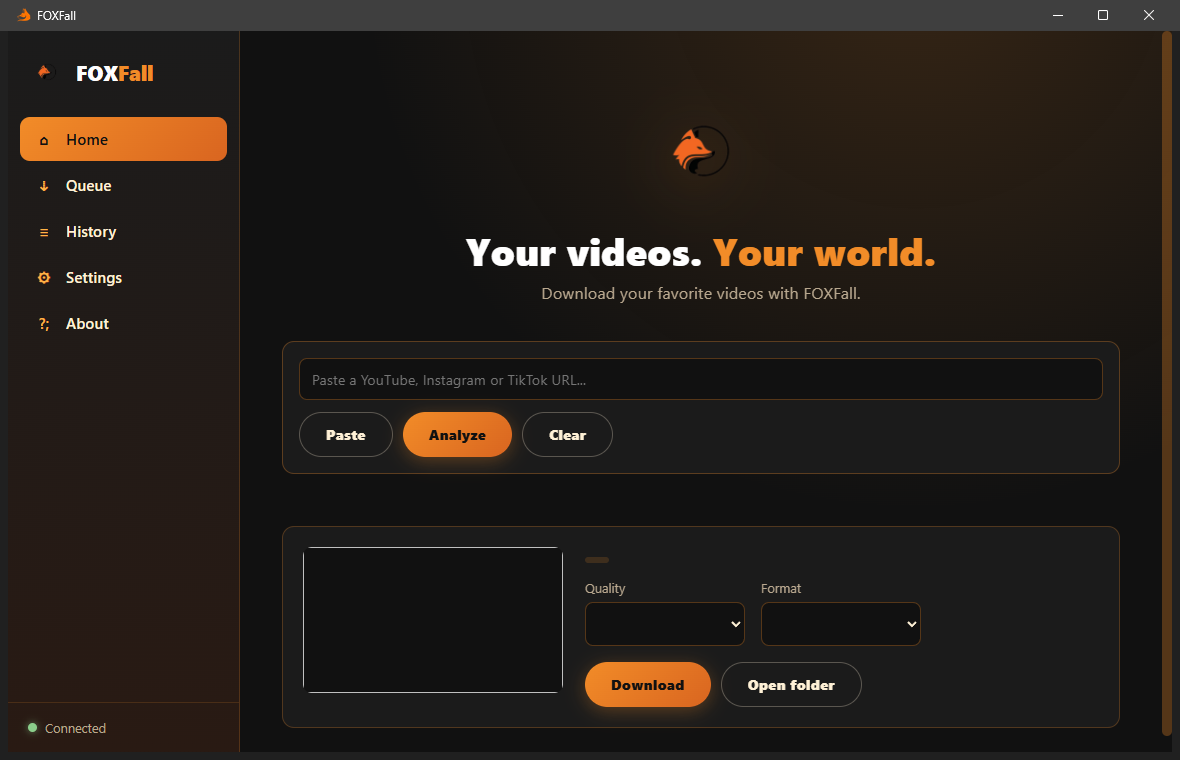 FOXFall
FOXFall
Home
Queue
History
Settings
?; About
Your videos. Your world.
Download your favorite videos with FOXFall.
Paste a YouTube, Instagram or TikTok URL...
Paste Analyze Clear
Quality Format
Download Open folder
Connected